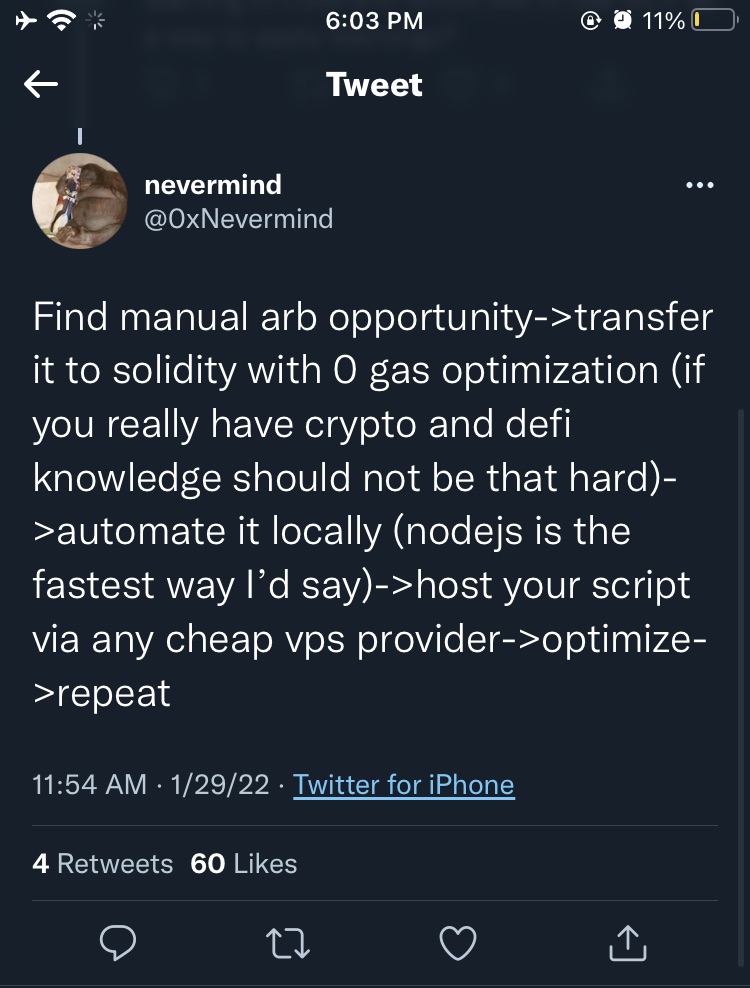 6:03 PM
11%
Tweet
nevermind
@0xNevermind
Find manual arb opportunity->transfer
it to solidity with 0 gas optimization (if
you really have crypto and defi
knowledge should not be that hard)-
>automate it locally (nodejs is the
fastest way I’d say)->host your script
via any cheap vps provider->optimize-
>repeat
11:54 AM · 1/29/22 · Twitter for iPhone
4 Retweets 60 Likes